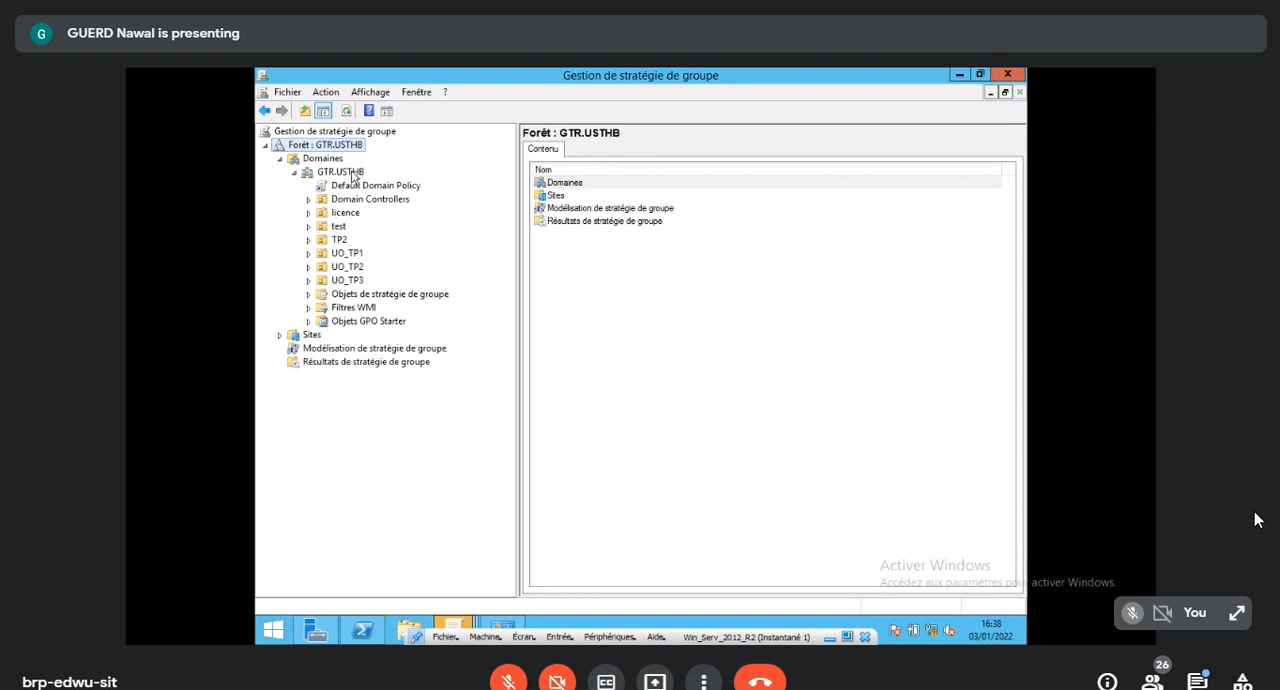 G GUERD Nawal is presenting
Gestion de stratégie de groupe
Fichier Action Affichage Fenêtre ?
Gestion de stratégie de groupe
Forêt : GTR.USTHB
Domaines
GTR.USTHB
Default Domain Policy
Domain Controllers
licence
test
TP2
UO_TP1
UO_TP2
UO_TP3
Objets de stratégie de groupe
Filtres WMI
Objets GPO Starter
Sites
Modélisation de stratégie de groupe
Résultats de stratégie de groupe
Forêt : GTR.USTHB
Contenu
Nom
Domaines
Sites
Modélisation de stratégie de groupe
Résultats de stratégie de groupe
Activer Windows
Accédez aux paramètres pour activer Windows.
You
Fichier Machine Écran Entrée Périphériques Aide Win_Serv_2012_R2 (Instantané 1)
16:38
03/01/2022
brp-edwu-sit
CC
26